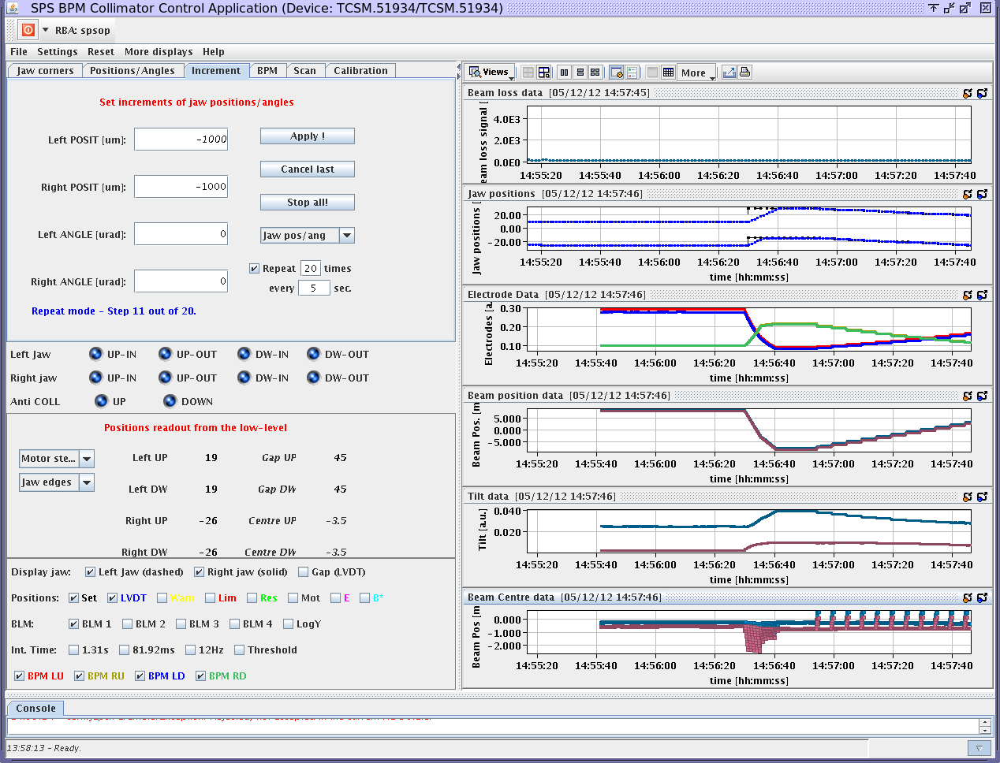 SPS BPM Collimator Control Application (Device: TCSM.51934/TCSM.51934)
RBA: spsop
File Settings Reset More displays Help
Jaw corners Positions/Angles Increment BPM Scan Calibration
Set increments of jaw positions/angles
Left POSIT [um]: -1000 Apply !
Cancel last
Right POSIT [um]: -1000
Stop all!
Left ANGLE [urad]: 0 Jaw pos/ang
Repeat 20 times
Right ANGLE [urad]: 0 every 5 sec.
Repeat mode - Step 11 out of 20.
Left Jaw UP-IN UP-OUT DW-IN DW-OUT
Right jaw UP-IN UP-OUT DW-IN DW-OUT
Anti COLL UP DOWN
Positions readout from the low-level
Motor ste... Left UP 19 Gap UP 45
Jaw edges Left DW 19 Gap DW 45
Right UP -26 Centre UP -3.5
Right DW -26 Centre DW -3.5
Display jaw: Left Jaw (dashed) Right jaw (solid) Gap (LVDT)
Positions: Set LVDT Warn Lim Res Mot E B*
BLM: BLM 1 BLM 2 BLM 3 BLM 4 LogY
Int. Time: 1.31s 81.92ms 12Hz Threshold
BPM LU BPM RU BPM LD BPM RD
Views More
Beam loss data [05/12/12 14:57:45]
eam loss signal [
4.0E3
2.0E3
0.0E0
14:55:20 14:55:40 14:56:00 14:56:20 14:56:40 14:57:00 14:57:20 14:57:40
Jaw positions [05/12/12 14:57:46]
Jaw positions [
20.00
0.00
-20.00
14:55:20 14:55:40 14:56:00 14:56:20 14:56:40 14:57:00 14:57:20 14:57:40
time [hh:mm:ss]
Electrode Data [05/12/12 14:57:46]
Electrodes [a.
0.30
0.20
0.10
14:55:20 14:55:40 14:56:00 14:56:20 14:56:40 14:57:00 14:57:20 14:57:40
time [hh:mm:ss]
Beam position data [05/12/12 14:57:46]
Beam Pos. [m
5.000
0.000
-5.000
14:55:20 14:55:40 14:56:00 14:56:20 14:56:40 14:57:00 14:57:20 14:57:40
time [hh:mm:ss]
Tilt data [05/12/12 14:57:46]
Tilt [a.u.]
0.040
0.020
14:55:20 14:55:40 14:56:00 14:56:20 14:56:40 14:57:00 14:57:20 14:57:40
time [hh:mm:ss]
Beam Centre data [05/12/12 14:57:46]
Beam Pos [m
0.000
-1.000
-2.000
14:55:20 14:55:40 14:56:00 14:56:20 14:56:40 14:57:00 14:57:20 14:57:40
time [hh:mm:ss]
Console
13:58:13 - Ready.